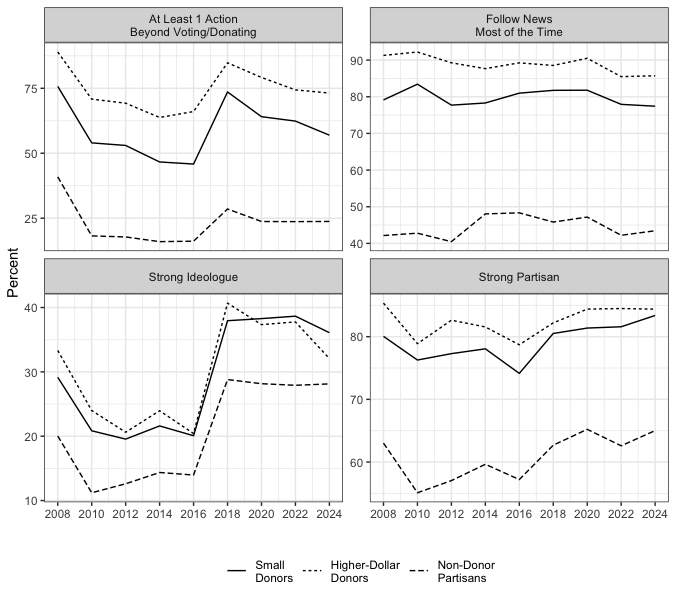 At Least 1 Action
Beyond Voting/Donating
Follow News
Most of the Time
75
50
25
90
80
70
60
50
40
Percent
Strong Ideologue
Strong Partisan
40
30
20
10
80
70
60
2008 2010 2012 2014 2016 2018 2020 2022 2024
2008 2010 2012 2014 2016 2018 2020 2022 2024
Small
Donors
Higher-Dollar
Donors
Non-Donor
Partisans